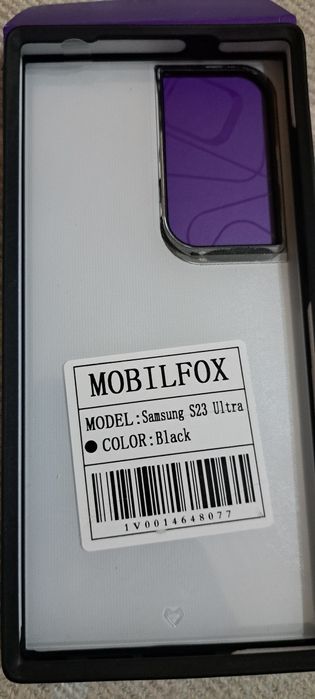 MOBILFOX
MODEL:Samsung S23 Ultra
COLOR:Black
1V0014648077